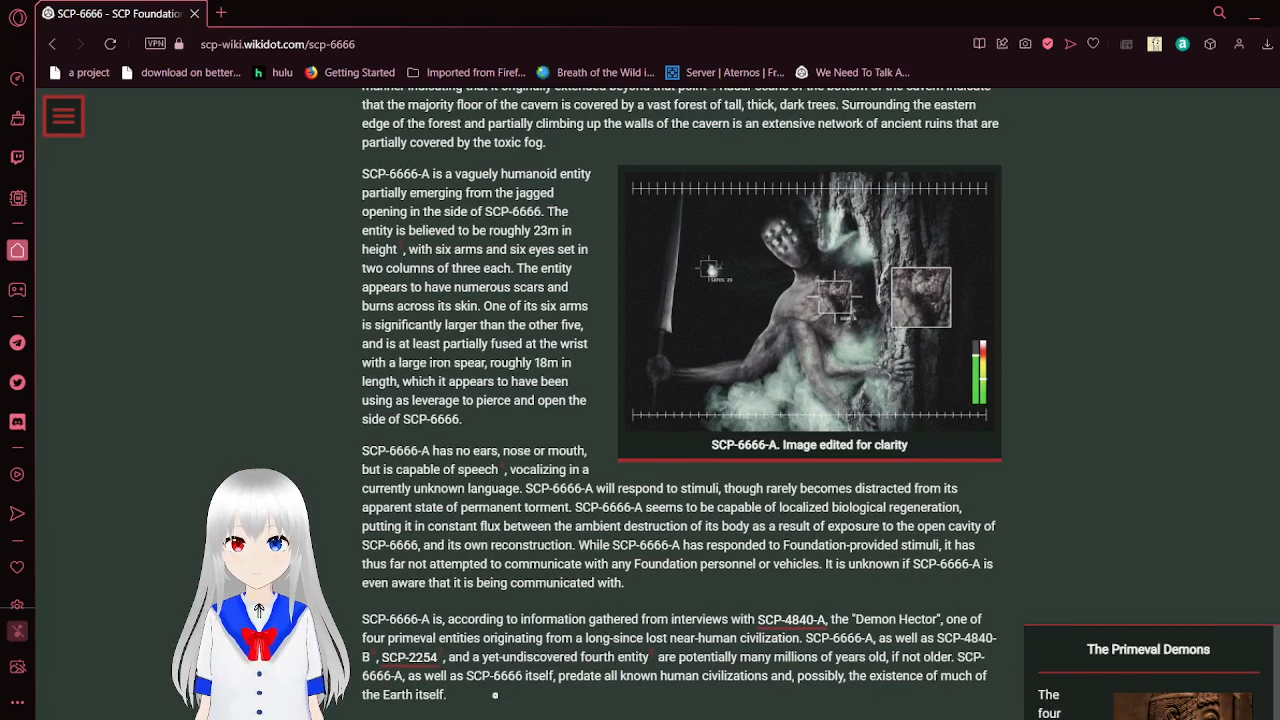 SCP-6666 - SCP Foundation
VPN
scp-wiki.wikidot.com/scp-6666
a project
download on better...
hulu
Getting Started
Imported from Firef...
Breath of the Wild i...
Server | Aternos | Fr...
We Need To Talk A...
manner indicating that it originally extended beyond that point . Radar scans of the bottom of the cavern indicate
that the majority floor of the cavern is covered by a vast forest of tall, thick, dark trees. Surrounding the eastern
edge of the forest and partially climbing up the walls of the cavern is an extensive network of ancient ruins that are
partially covered by the toxic fog.
SCP-6666-A is a vaguely humanoid entity
partially emerging from the jagged
opening in the side of SCP-6666. The
entity is believed to be roughly 23m in
height , with six arms and six eyes set in
two columns of three each. The entity
appears to have numerous scars and
burns across its skin. One of its six arms
is significantly larger than the other five,
and is at least partially fused at the wrist
with a large iron spear, roughly 18m in
length, which it appears to have been
using as leverage to pierce and open the
side of SCP-6666.
SCP-6666-A. Image edited for clarity
SCP-6666-A has no ears, nose or mouth,
but is capable of speech , vocalizing in a
currently unknown language. SCP-6666-A will respond to stimuli, though rarely becomes distracted from its
apparent state of permanent torment. SCP-6666-A seems to be capable of localized biological regeneration,
putting it in constant flux between the ambient destruction of its body as a result of exposure to the open cavity of
SCP-6666, and its own reconstruction. While SCP-6666-A has responded to Foundation-provided stimuli, it has
thus far not attempted to communicate with any Foundation personnel or vehicles. It is unknown if SCP-6666-A is
even aware that it is being communicated with.
SCP-6666-A is, according to information gathered from interviews with SCP-4840-A, the "Demon Hector", one of
four primeval entities originating from a long-since lost near-human civilization. SCP-6666-A, as well as SCP-4840-
B , SCP-2254 , and a yet-undiscovered fourth entity are potentially many millions of years old, if not older. SCP-
6666-A, as well as SCP-6666 itself, predate all known human civilizations and, possibly, the existence of much of
the Earth itself.
The Primeval Demons
The
four